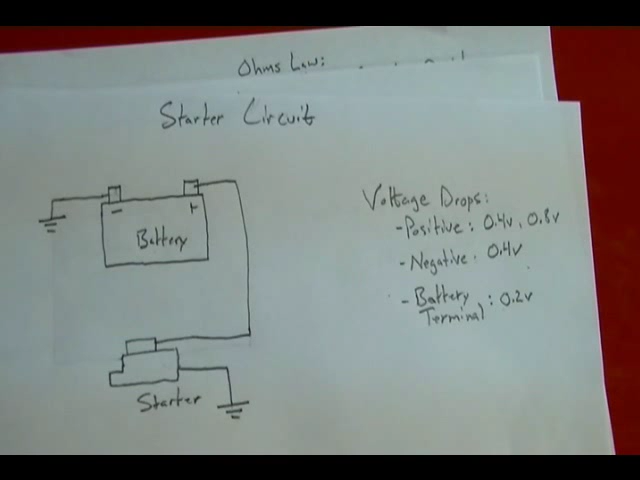 Ohms Law:
Starter Circuit
- +
Battery
Starter
Voltage Drops:
- Positive: 0.4v, 0.8v
- Negative: 0.4v
- Battery Terminal: 0.2v